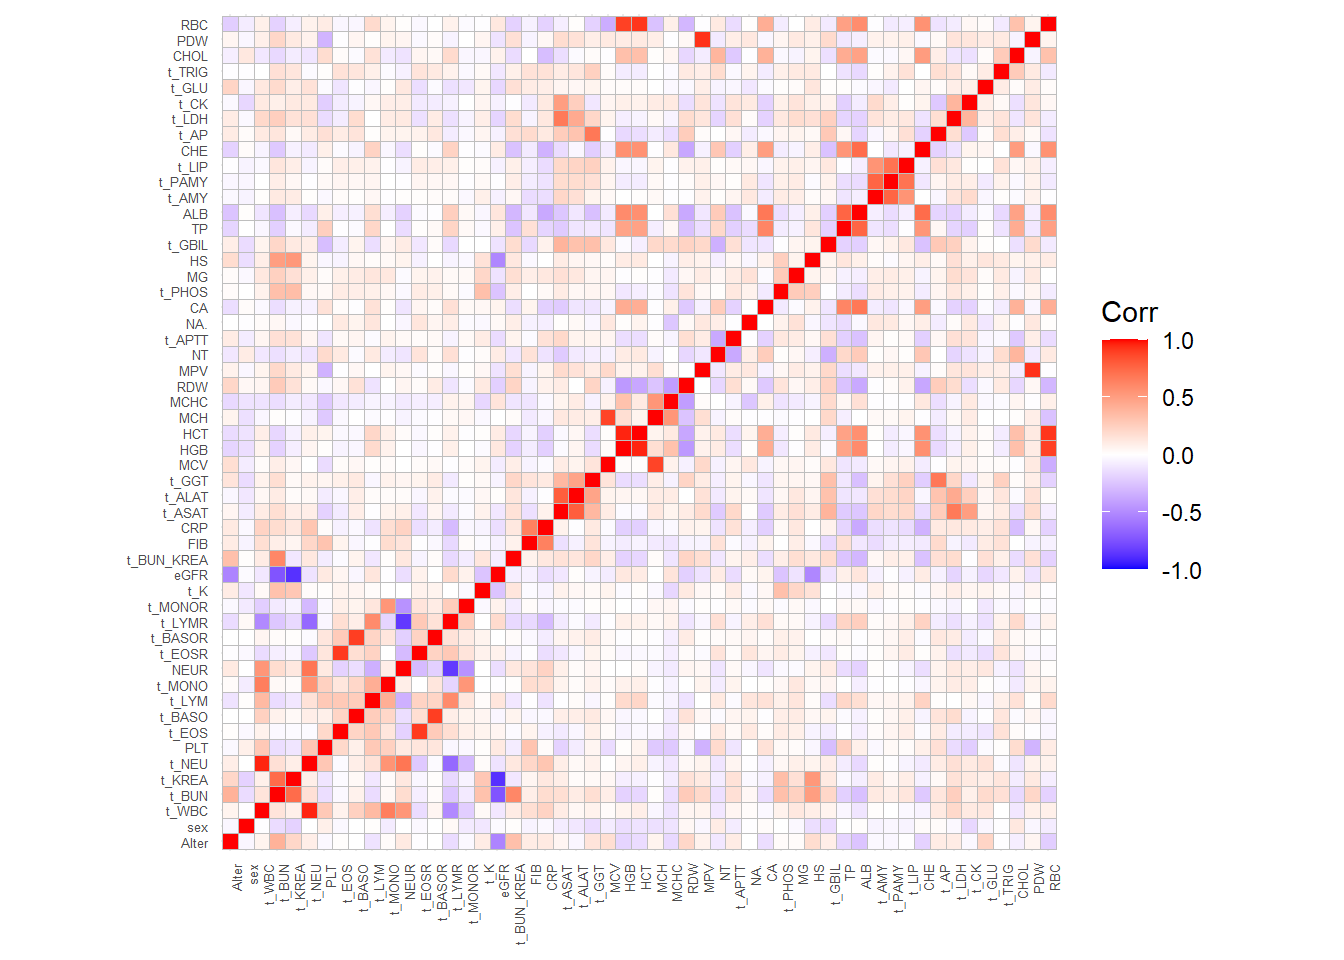 RBC
PDW
CHOL
t_TRIG
t_GLU
t_CK
t_LDH
t_AP
CHE
t_LIP
t_PAMY
t_AMY
ALB
TP
t_GBIL
HS
MG
t_PHOS
CA
NA.
t_APTT
NT
MPV
RDW
MCHC
MCH
HCT
HGB
MCV
t_GGT
t_ALAT
t_ASAT
CRP
FIB
t_BUN_KREA
eGFR
t_K
t_MONOR
t_LYMR
t_BASOR
t_EOSR
NEUR
t_MONO
t_LYM
t_BASO
t_EOS
PLT
t_NEU
t_KREA
t_BUN
t_WBC
sex
Alter
Alter
sex
t_WBC
t_BUN
t_KREA
t_NEU
PLT
t_EOS
t_BASO
t_LYM
t_MONO
NEUR
t_EOSR
t_BASOR
t_LYMR
t_MONOR
t_K
eGFR
t_BUN_KREA
FIB
CRP
t_ASAT
t_ALAT
t_GGT
MCV
HGB
HCT
MCH
MCHC
RDW
MPV
NT
t_APTT
NA.
CA
t_PHOS
MG
HS
t_GBIL
TP
ALB
t_AMY
t_PAMY
t_LIP
CHE
t_AP
t_LDH
t_CK
t_GLU
t_TRIG
CHOL
PDW
RBC
Corr
1.0
0.5
0.0
-0.5
-1.0